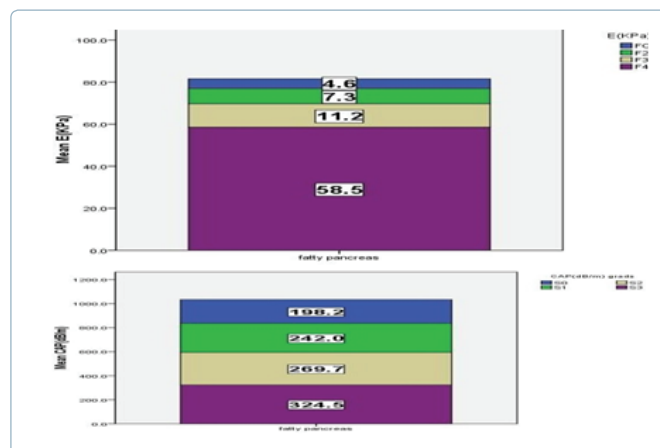 E(KPa)
F0
F2
F3
F4
Mean E(KPa)
100.0
80.0
60.0
40.0
20.0
0.0
4.6
7.3
11.2
58.5
fatty pancreas
CAP(dB/m) grade
S0 S2
S1 S3
Mean CAP(dB/m)
1200.0
1000.0
800.0
600.0
400.0
200.0
0.0
198.2
242.0
269.7
324.5
fatty pancreas